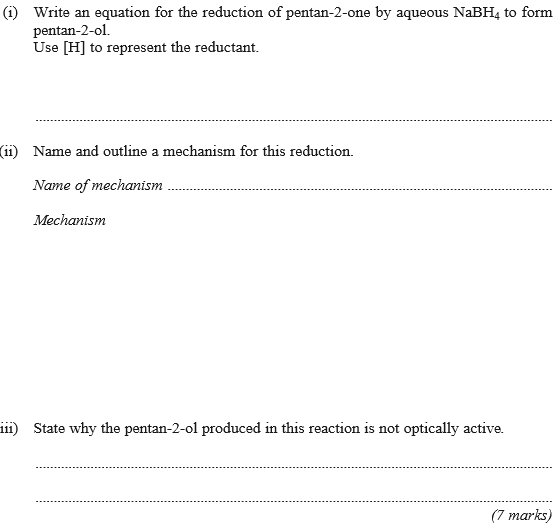 (i) Write an equation for the reduction of pentan-2-one by aqueous NaBH₄ to form
pentan-2-ol.
Use [H] to represent the reductant.
(ii) Name and outline a mechanism for this reduction.
Name of mechanism
Mechanism
iii) State why the pentan-2-ol produced in this reaction is not optically active.
(7 marks)